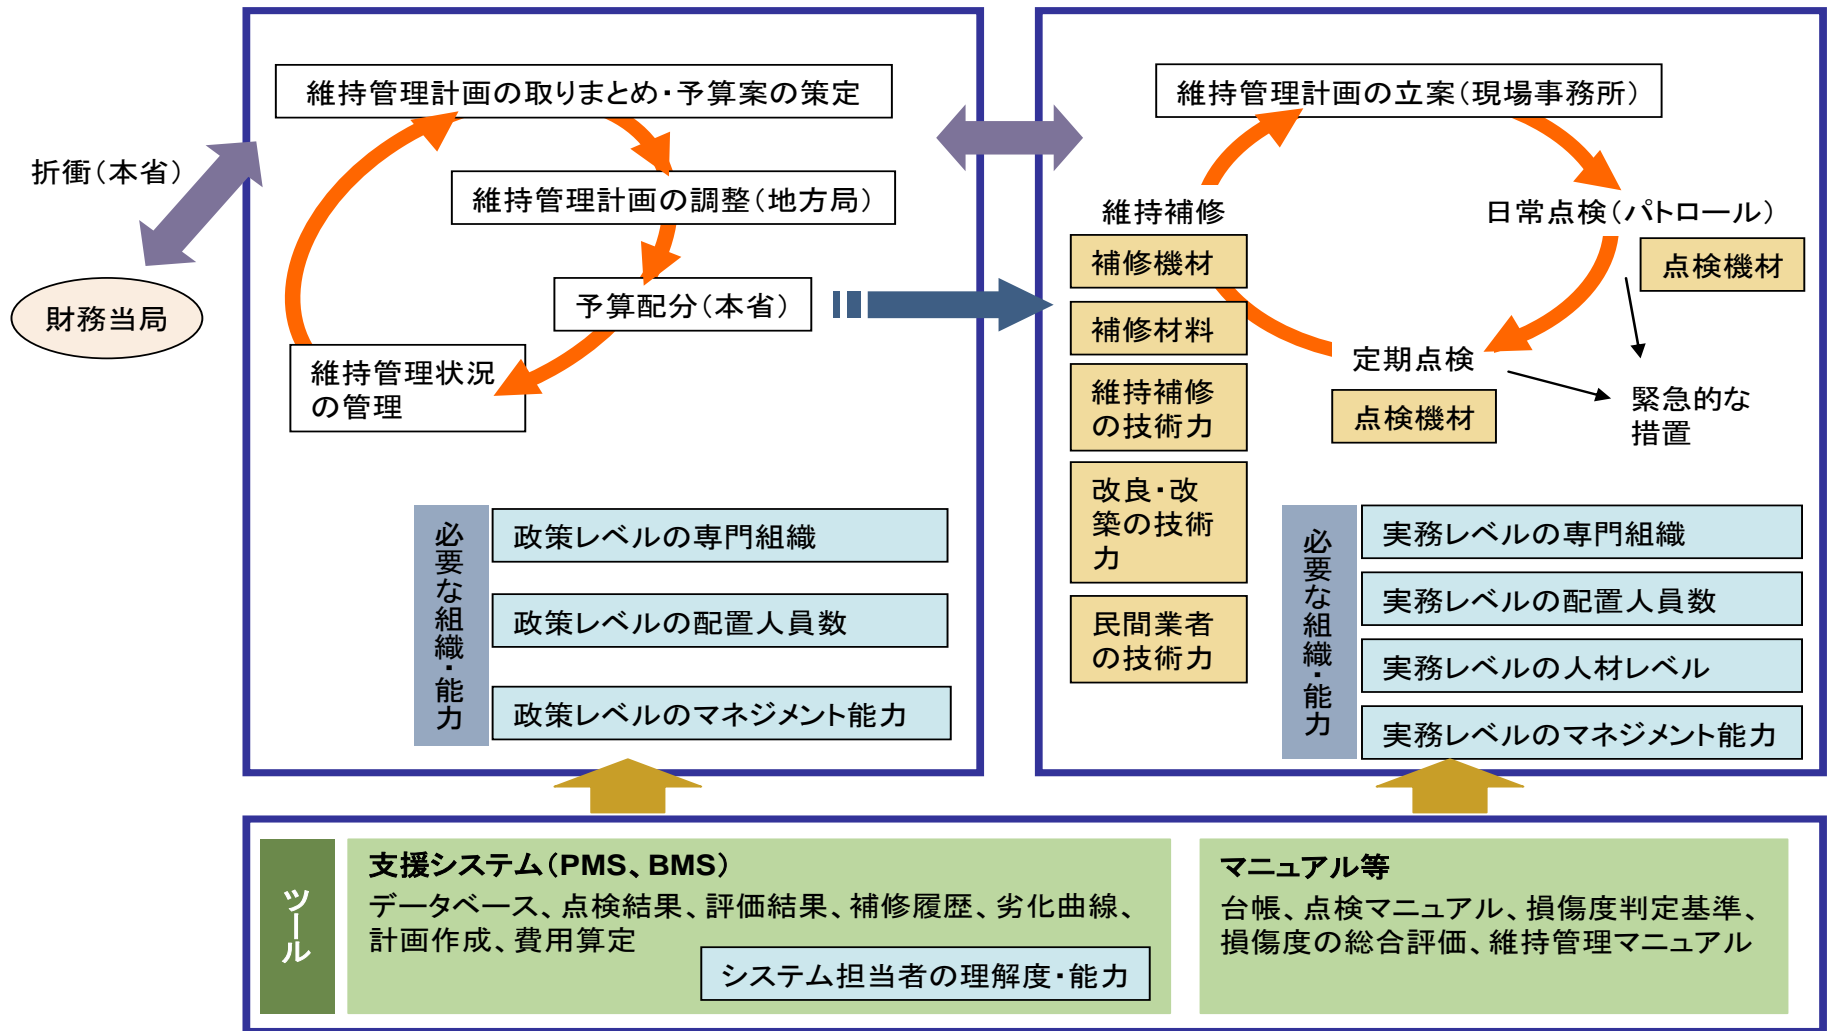 維持管理計画の取りまとめ・予算案の策定
維持管理計画の調整(地方局)
予算配分(本省)
維持管理状況
の管理
折衝(本省)
財務当局
必要な組織・能力
政策レベルの専門組織
政策レベルの配置人員数
政策レベルのマネジメント能力
維持管理計画の立案(現場事務所)
日常点検(パトロール)
点検機材
定期点検
点検機材
緊急的な
措置
維持補修
補修機材
補修材料
維持補修
の技術力
改良・改
築の技術
力
民間業者
の技術力
必要な組織・能力
実務レベルの専門組織
実務レベルの配置人員数
実務レベルの人材レベル
実務レベルのマネジメント能力
ツール
支援システム(PMS、BMS)
データベース、点検結果、評価結果、補修履歴、劣化曲線、
計画作成、費用算定
システム担当者の理解度・能力
マニュアル等
台帳、点検マニュアル、損傷度判定基準、
損傷度の総合評価、維持管理マニュアル